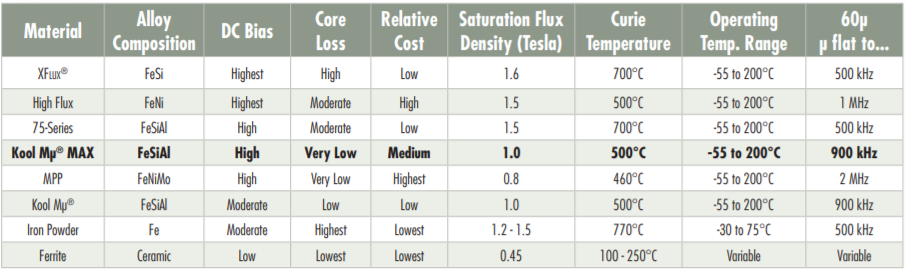 Material Alloy Composition DC Bias Core Loss Relative Cost Saturation Flux Density (Tesla) Curie Temperature Operating Temp. Range 60µ µ flat to...
XFLUX® FeSi Highest High Low 1.6 700°C -55 to 200°C 500 kHz
High Flux FeNi Highest Moderate High 1.5 500°C -55 to 200°C 1 MHz
75-Series FeSiAl High Moderate Low 1.5 700°C -55 to 200°C 500 kHz
Kool Mµ® MAX FeSiAl High Very Low Medium 1.0 500°C -55 to 200°C 900 kHz
MPP FeNiMo High Very Low Highest 0.8 460°C -55 to 200°C 2 MHz
Kool Mµ® FeSiAl Moderate Low Low 1.0 500°C -55 to 200°C 900 kHz
Iron Powder Fe Moderate Highest Lowest 1.2 - 1.5 770°C -30 to 75°C 500 kHz
Ferrite Ceramic Low Lowest Lowest 0.45 100 - 250°C Variable Variable